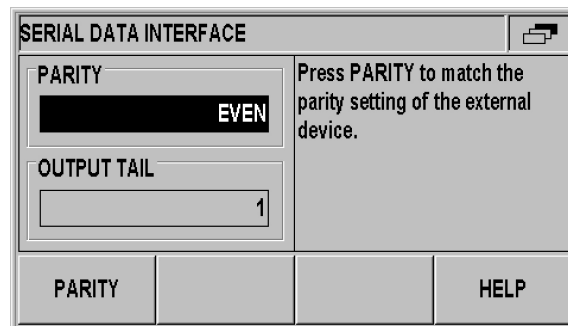 SERIAL DATA INTERFACE
PARITY
EVEN
OUTPUT TAIL
1
Press PARITY to match the
parity setting of the external
device.
PARITY
HELP